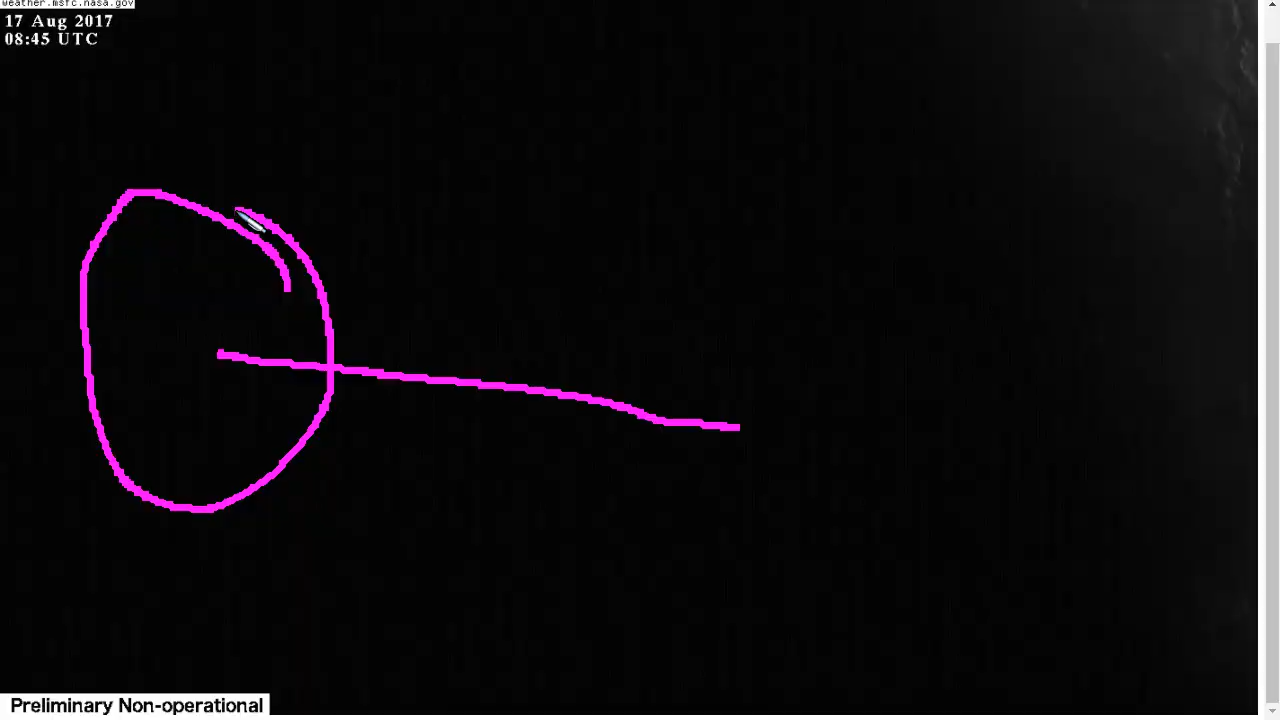 weather.msfc.nasa.gov
17 Aug 2017
08:45 UTC
Preliminary Non-operational